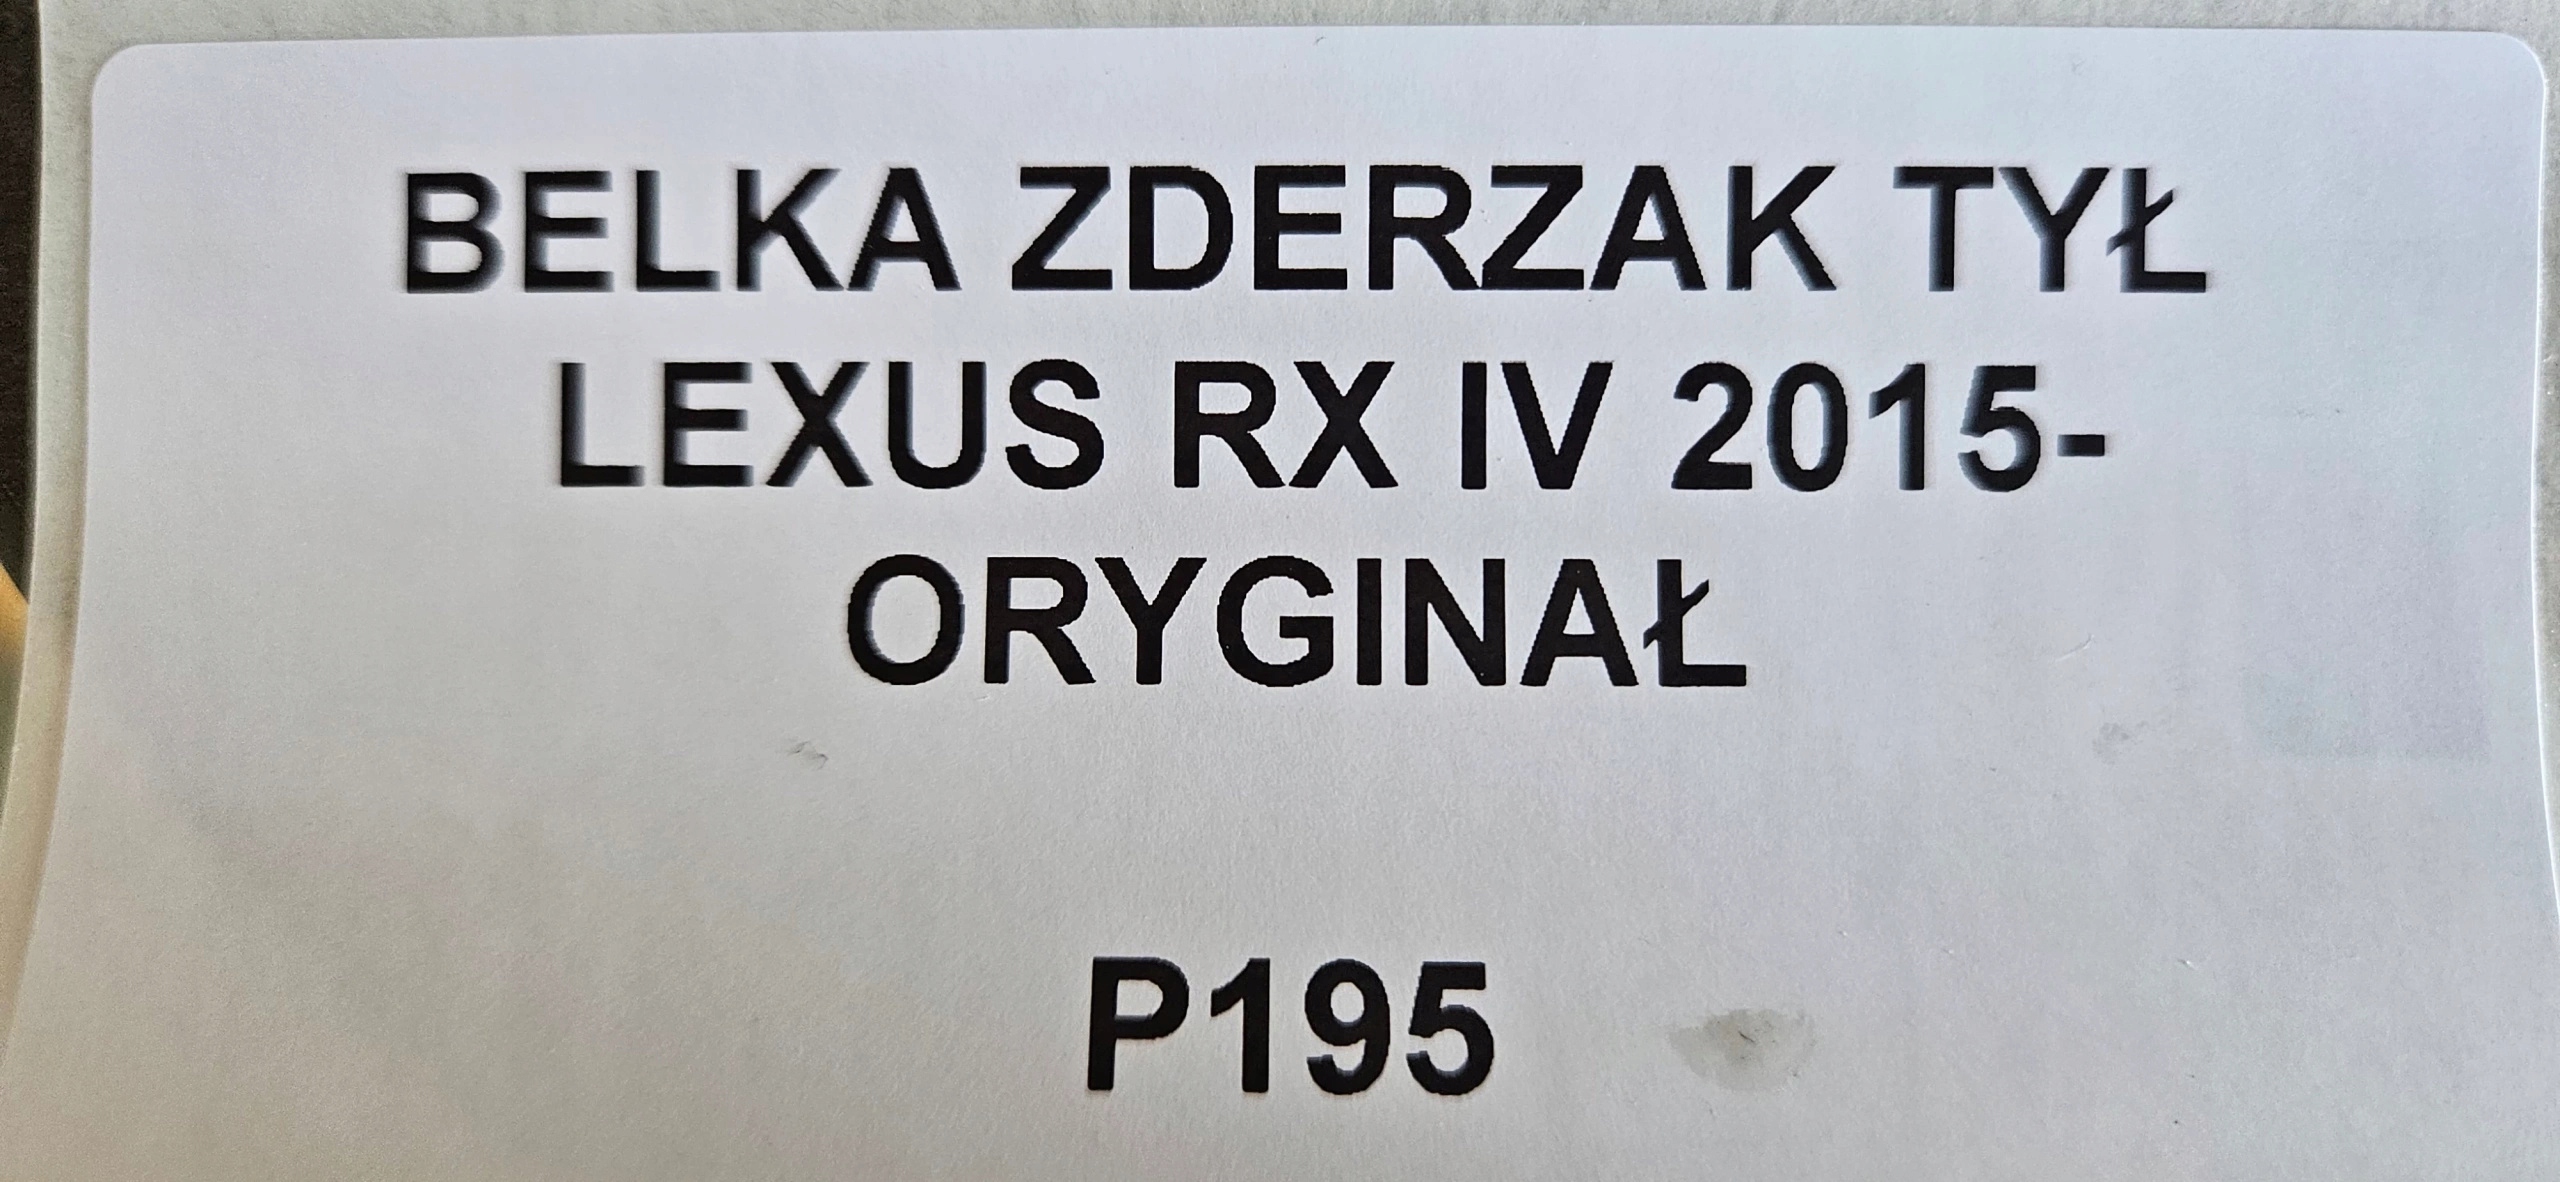 BELKA ZDERZAK TYŁ
LEXUS RX IV 2015-
ORYGINAŁ
P195